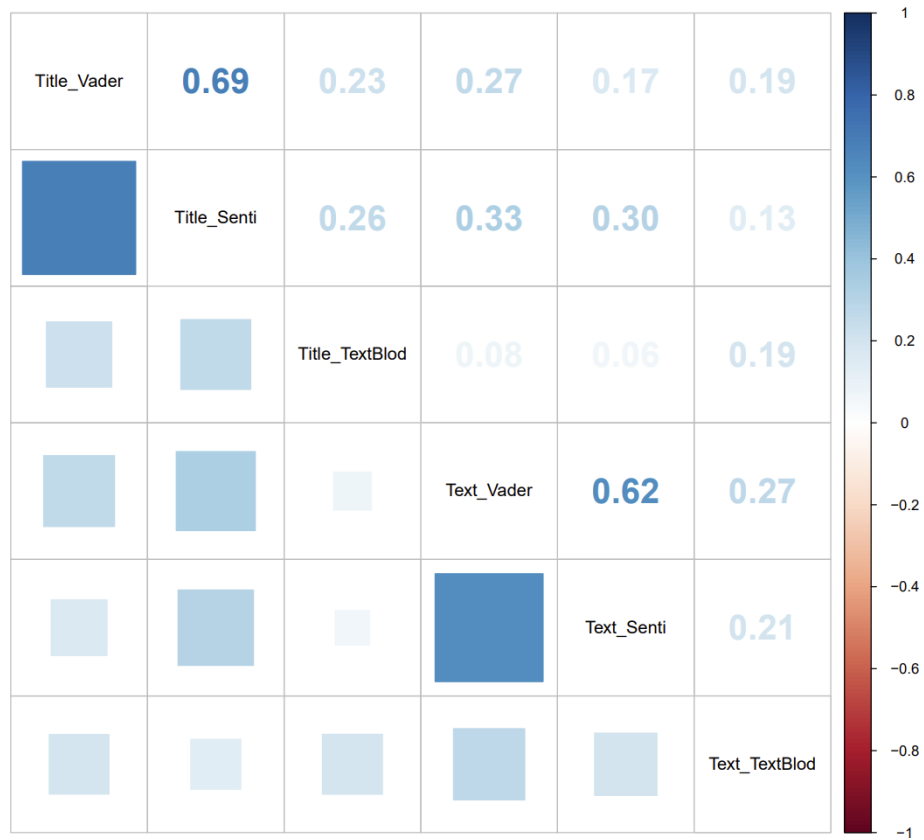 1
Title_Vader 0.69 0.23 0.27 0.17 0.19
0.8
0.6
Title_Senti 0.26 0.33 0.30 0.13
0.4
Title_TextBlod 0.08 0.06 0.19
0.2
0
Text_Vader 0.62 0.27
−0.2
−0.4
Text_Senti 0.21
−0.6
Text_TextBlod
−0.8
−1